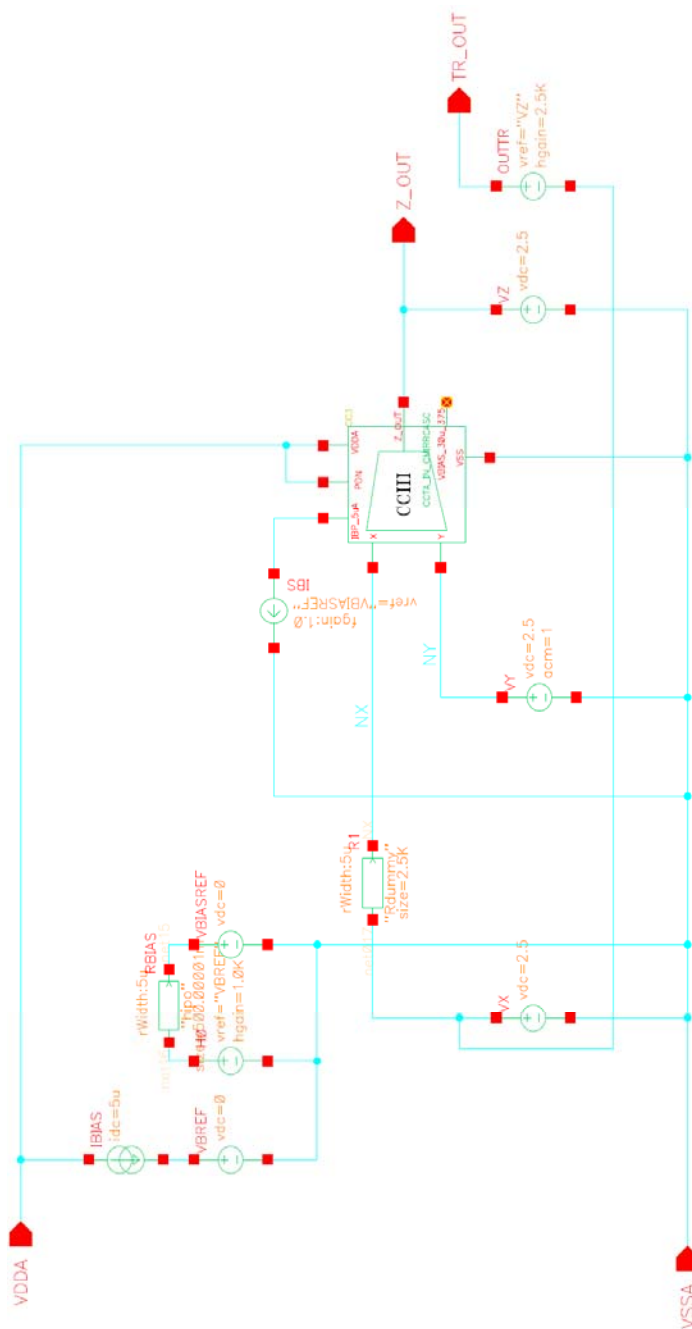 VDDA
VSSA
IBIAS
idc=5u
VBREF
vdc=0
rWidth:5u
RBIAS
"hipo"
vref="VBREF"
hgain=1.0K
VBIASREF
vdc=0
rWidth:5u
R1
"Rdummy"
size=2.5K
VX
vdc=2.5
NX
NY
VY
vdc=2.5
acm=1
IBS
vref="VBIASREF"
fgain:1.0
IBP_5uA
PDN
VDDA
X
Y
CCIII
Z_OUT
VSS
Z_OUT
VZ
vdc=2.5
TR_OUT
OUTTR
vref="VZ"
hgain=2.5K